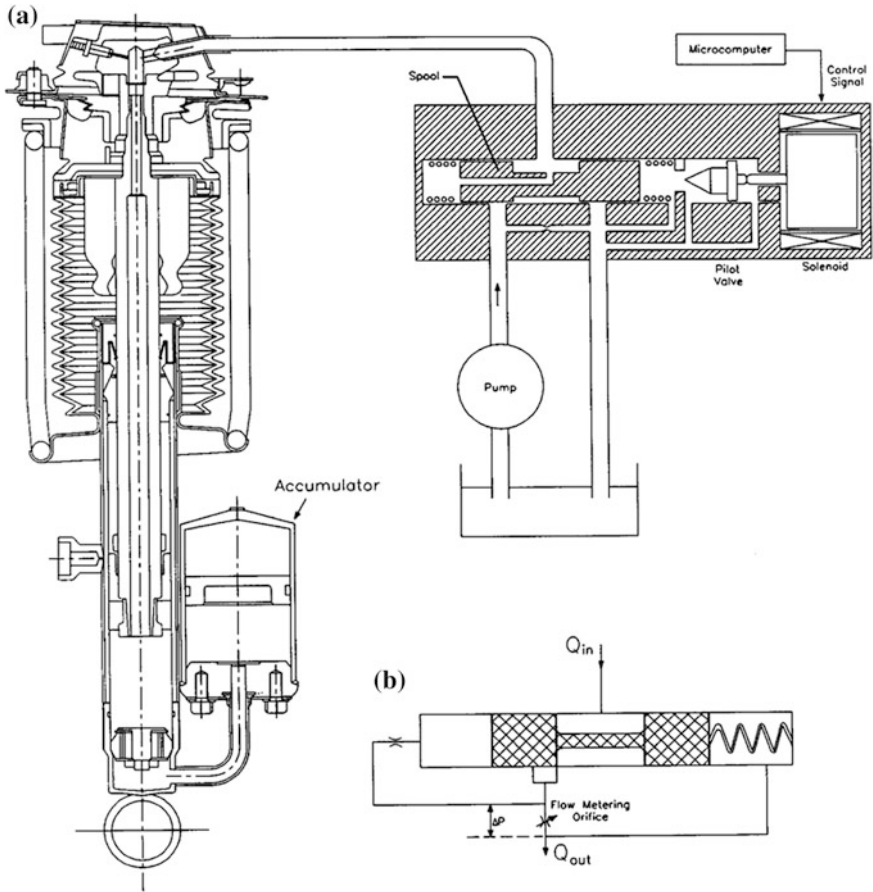 (a)
Microcomputer
Control
Signal
Spool
Pilot
Valve
Solenoid
Pump
Accumulator
(b)
Qin
Flow Metering
Orifice
ΔP
Qout